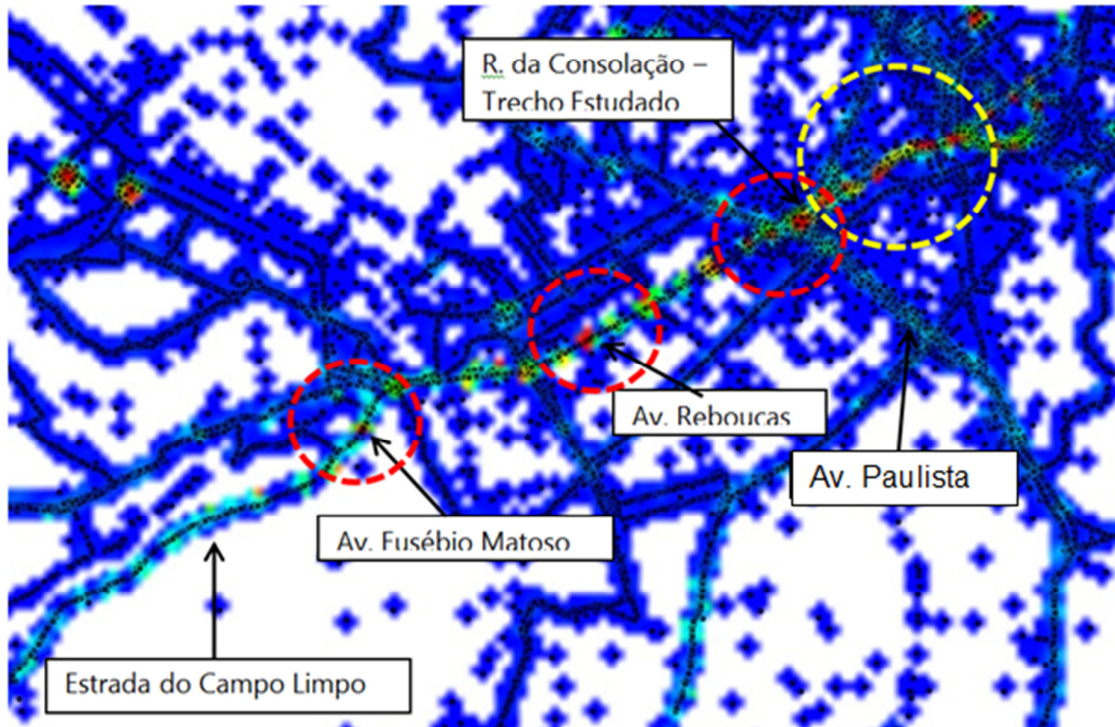 R. da Consolação –
Trecho Estudado
Av. Rebouças
Av. Paulista
Av. Eusébio Matoso
Estrada do Campo Limpo